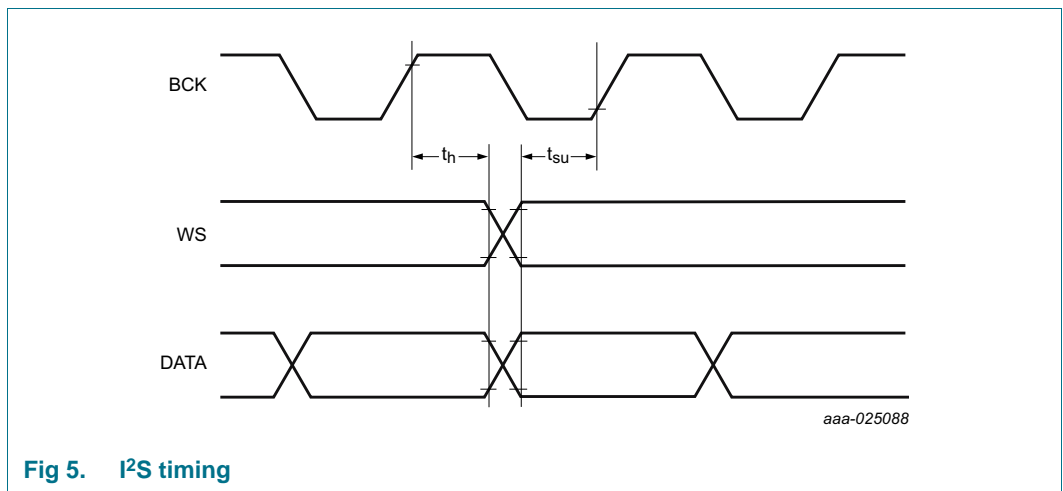 BCK
th
tsu
WS
DATA
aaa-025088
Fig 5. I²S timing